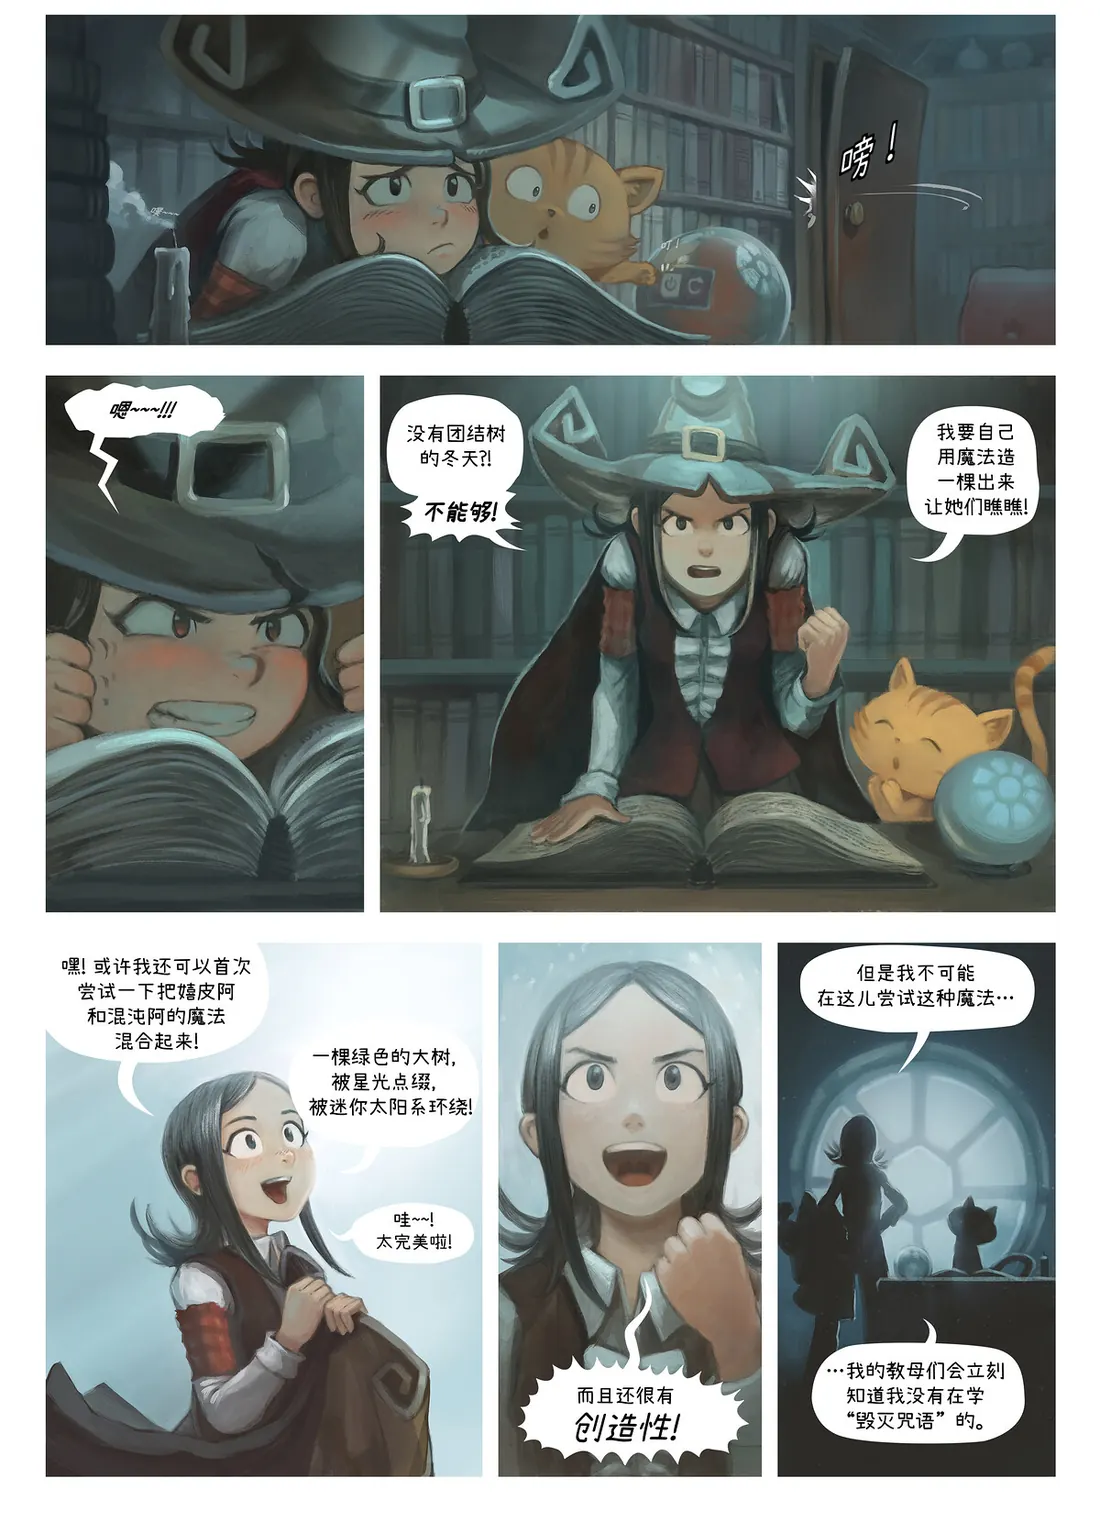 嗙！
嘿~~~
叮!
嗯~~~!!!
没有团结树
的冬天?!
不能够!
我要自己
用魔法造
一棵出来
让她们瞧瞧!
嘿! 或许我还可以首次
尝试一下把嬉皮阿
和混沌阿的魔法
混合起来!
一棵绿色的大树,
被星光点缀,
被迷你太阳系环绕!
哇~~!
太完美啦!
而且还很有
创造性!
但是我不可能
在这儿尝试这种魔法…
…我的教母们会立刻
知道我没有在学
“毁灭咒语”的。